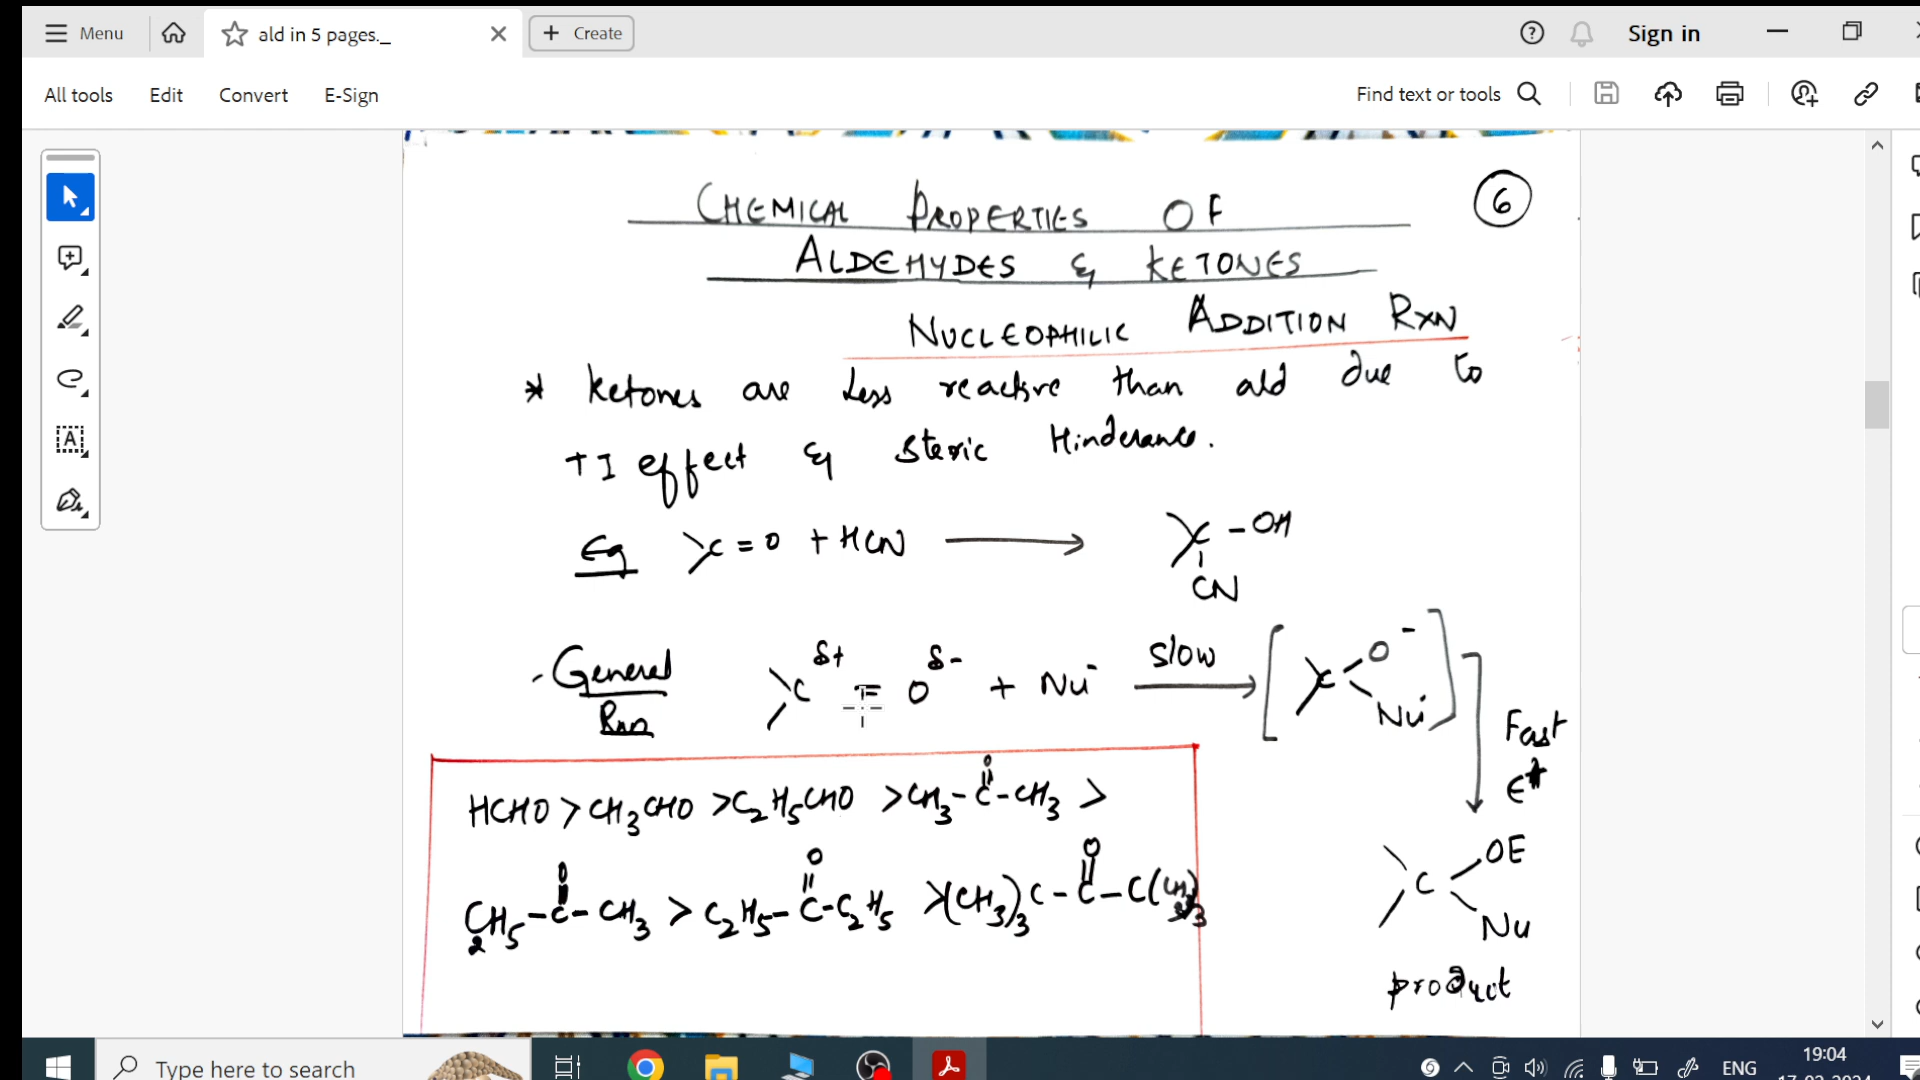 Menu
ald in 5 pages._
+ Create
Sign in
All tools
Edit
Convert
E-Sign
Find text or tools
CHEMICAL PROPERTIES OF
6
ALDEHYDES & KETONES
NUCLEOPHILIC ADDITION RXN
* Ketones are less reactive than ald due to
+I effect & Steric Hinderance.
Eg >C=O + HCN → >C-OH
CN
General Rxn >C^δ+ = O^δ- + Nu⁻ slow → [>C O⁻ Nu]
Fast
E⁺
HCHO > CH3CHO > C2H5CHO > CH3-C(=O)-CH3 >
C2H5-C(=O)-CH3 > C2H5-C(=O)-C2H5 > (CH3)3C-C(=O)-C(CH3)3
>C OE Nu
product
Type here to search
ENG
19:04